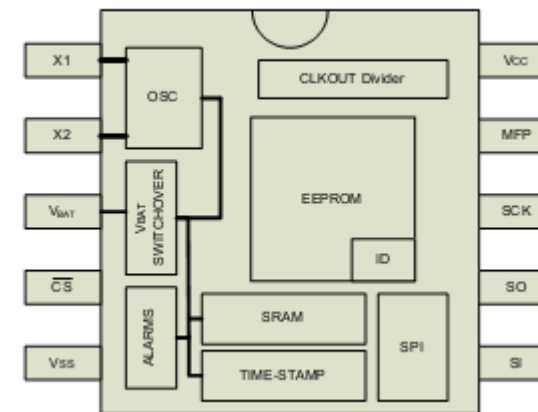 X1
X2
VBAT
CS
Vss
OSC
VBAT
SWITCHOVER
ALARMS
CLKOUT Divider
EEPROM
ID
SRAM
TIME-STAMP
SPI
Vcc
MFP
SCK
SO
SI